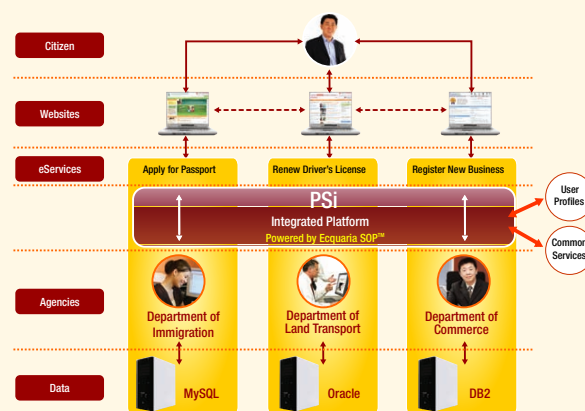 Citizen
Websites
eServices
Apply for Passport
Renew Driver's License
Register New Business
PSi
Integrated Platform
Powered by Ecquaria SOP™
User
Profiles
Common
Services
Agencies
Department of
Immigration
Department of
Land Transport
Department of
Commerce
Data
MySQL
Oracle
DB2